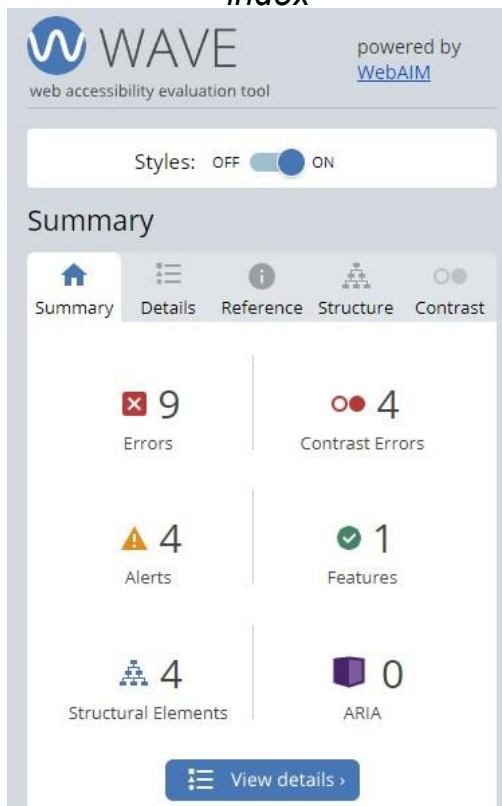 index
WAVE
powered by
WebAIM
web accessibility evaluation tool
Styles: OFF ON
Summary
Summary Details Reference Structure Contrast
9 4
Errors Contrast Errors
4 1
Alerts Features
4 0
Structural Elements ARIA
View details ›